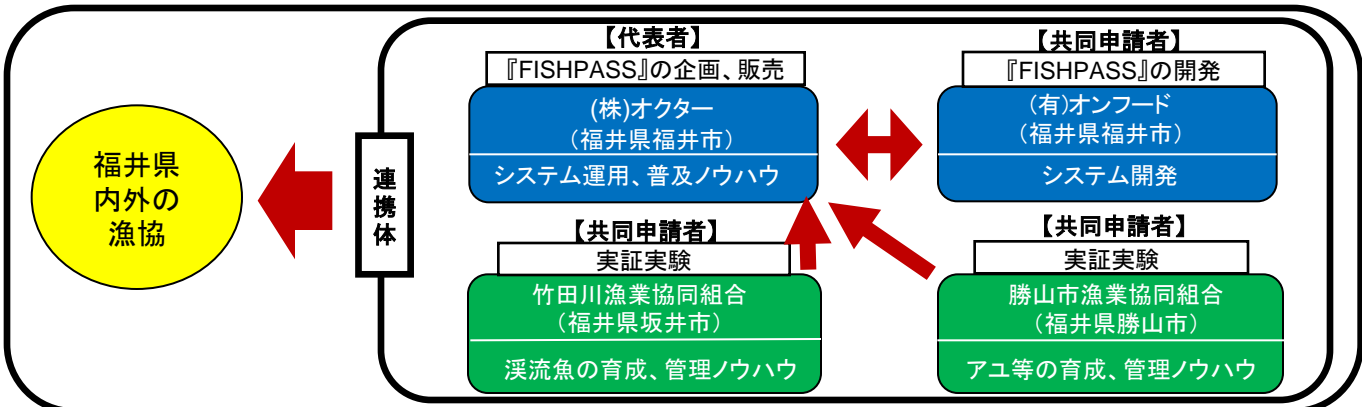 福井県
内外の
漁協
連携体
【代表者】
『FISHPASS』の企画、販売
(株)オクター
（福井県福井市）
システム運用、普及ノウハウ
【共同申請者】
『FISHPASS』の開発
(有)オンフード
（福井県福井市）
システム開発
【共同申請者】
実証実験
竹田川漁業協同組合
（福井県坂井市）
渓流魚の育成、管理ノウハウ
【共同申請者】
実証実験
勝山市漁業協同組合
（福井県勝山市）
アユ等の育成、管理ノウハウ